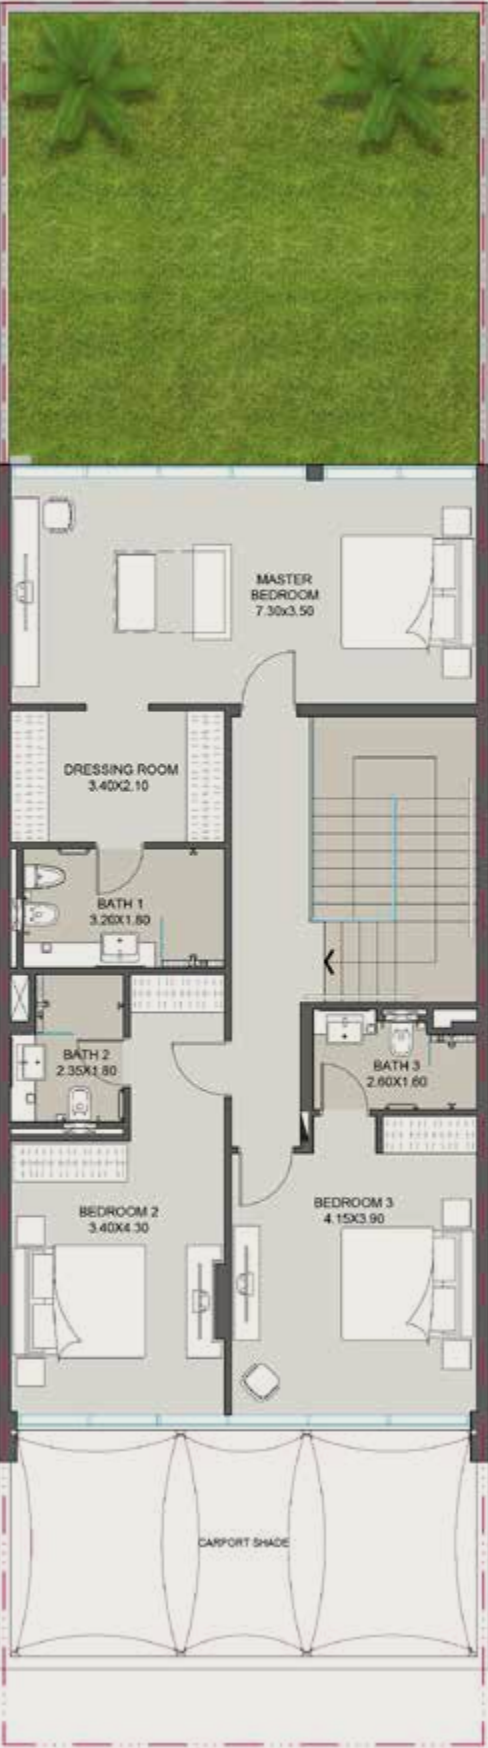 MASTER
BEDROOM
7.30x3.50
DRESSING ROOM
3.40X2.10
BATH 1
3.20X1.80
BATH 2
2.35X1.80
BATH 3
2.60X1.60
BEDROOM 2
3.40X4.30
BEDROOM 3
4.15X3.90
CARPORT SHADE